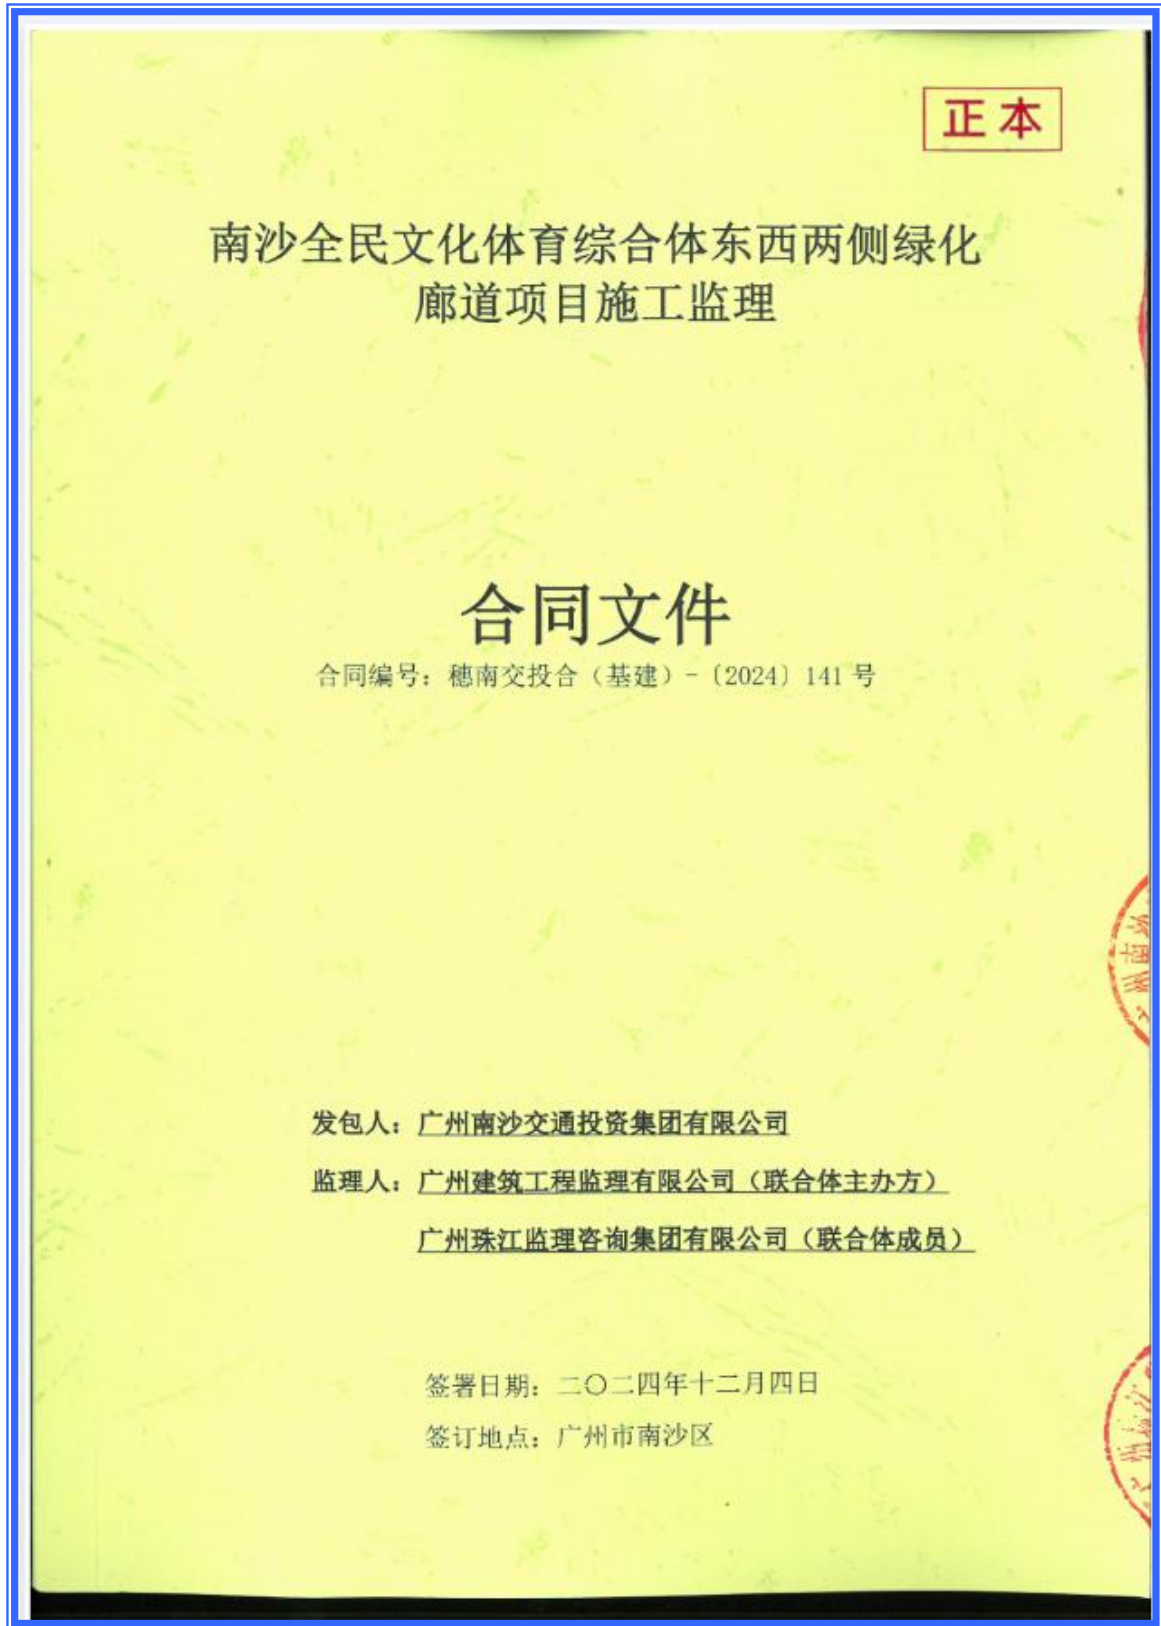 正本
南沙全民文化体育综合体东西两侧绿化
廊道项目施工监理
合同文件
合同编号：穗南交投合（基建）-〔2024〕141号
发包人：广州南沙交通投资集团有限公司
监理人：广州建筑工程监理有限公司（联合体主办方）
广州珠江监理咨询集团有限公司（联合体成员）
签署日期：二〇二四年十二月四日
签订地点：广州市南沙区